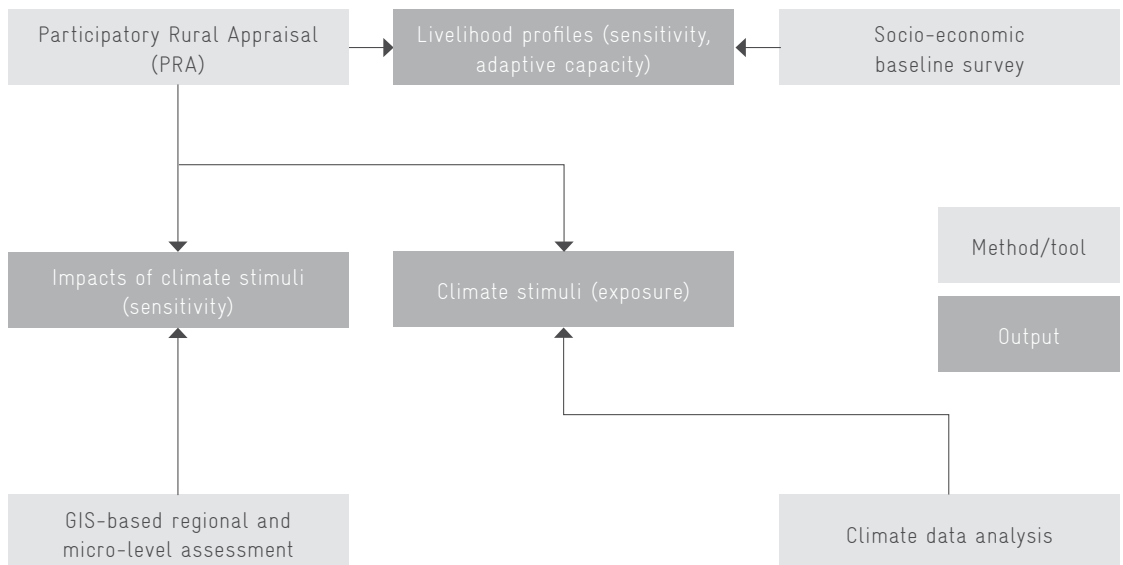 Participatory Rural Appraisal
(PRA)
Livelihood profiles (sensitivity,
adaptive capacity)
Socio-economic
baseline survey
Method/tool
Impacts of climate stimuli
(sensitivity)
Climate stimuli (exposure)
Output
GIS-based regional and
micro-level assessment
Climate data analysis